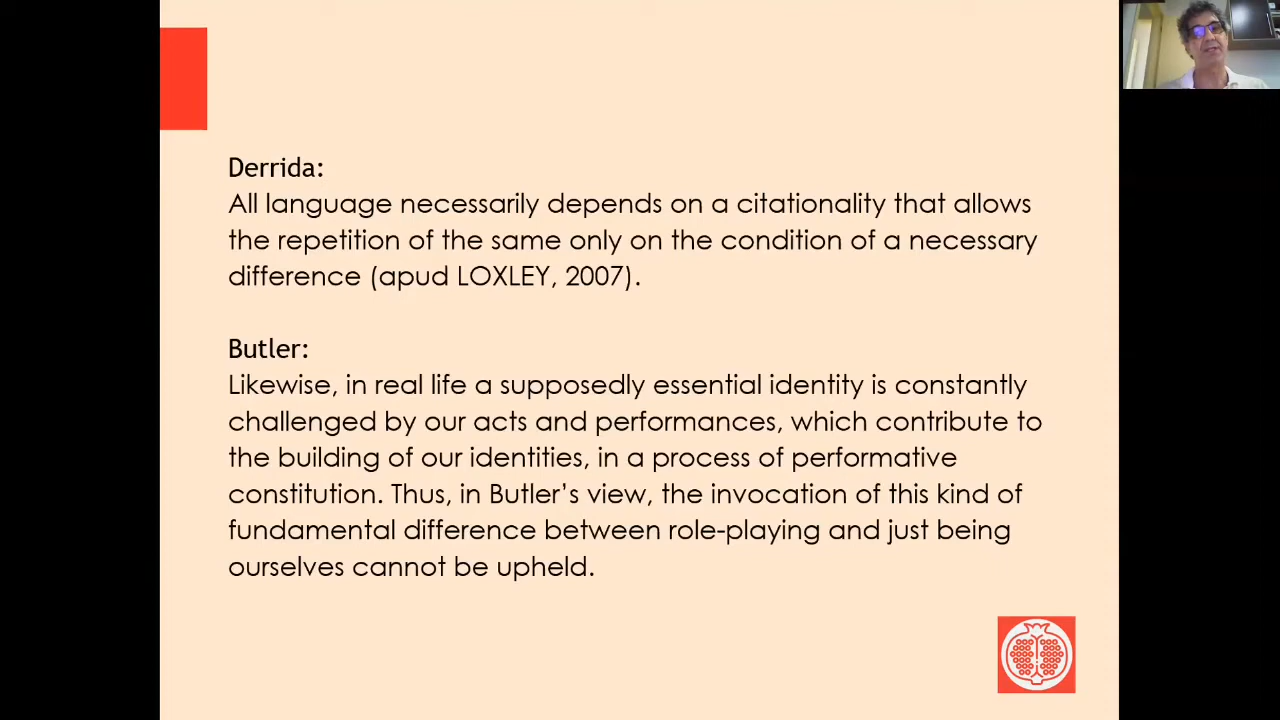 Derrida:
All language necessarily depends on a citationality that allows
the repetition of the same only on the condition of a necessary
difference (apud LOXLEY, 2007).
Butler:
Likewise, in real life a supposedly essential identity is constantly
challenged by our acts and performances, which contribute to
the building of our identities, in a process of performative
constitution. Thus, in Butler’s view, the invocation of this kind of
fundamental difference between role-playing and just being
ourselves cannot be upheld.